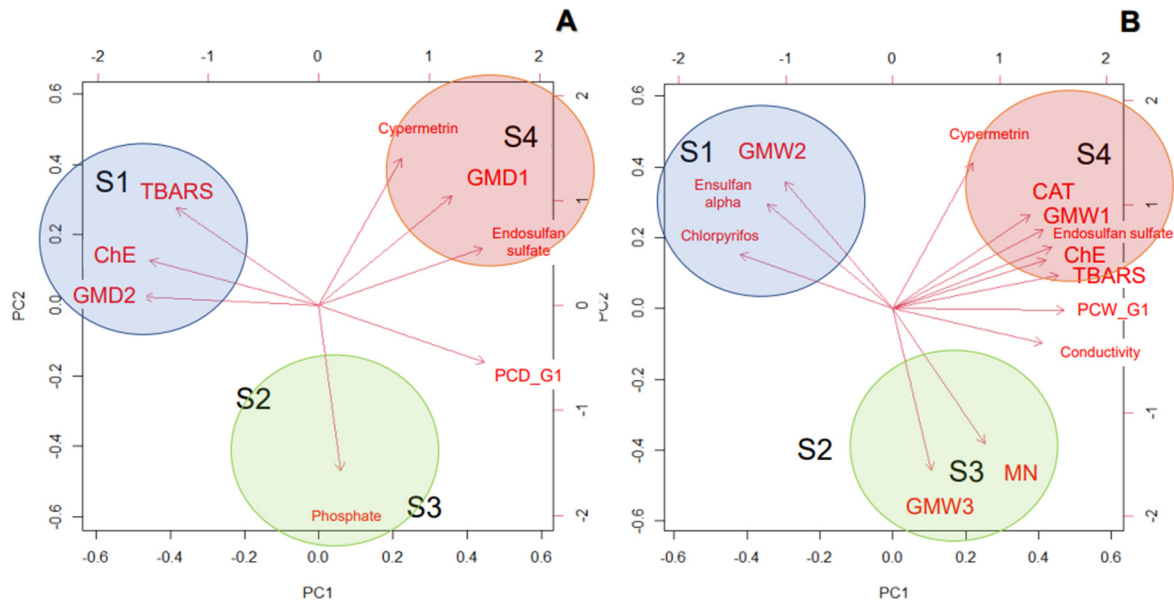 A
-2 -1 0 1 2
0.6
0.4
0.2
0.0
-0.2
-0.4
-0.6
PC2
2
1
0
-1
-2
Cypermetrin
S4
GMD1
Endosulfan
sulfate
S1
TBARS
ChE
GMD2
PCD_G1
S2
S3
Phosphate
-0.6 -0.4 -0.2 0.0 0.2 0.4 0.6
PC1
B
-2 -1 0 1 2
0.6
0.4
0.2
0.0
-0.2
-0.4
-0.6
PC2
2
1
0
-1
-2
Cypermetrin
S1
GMW2
S4
Ensulfan
alpha
CAT
GMW1
Chlorpyrifos
Endosulfan sulfate
ChE
TBARS
PCW_G1
Conductivity
S2
S3
MN
GMW3
-0.6 -0.4 -0.2 0.0 0.2 0.4 0.6
PC1